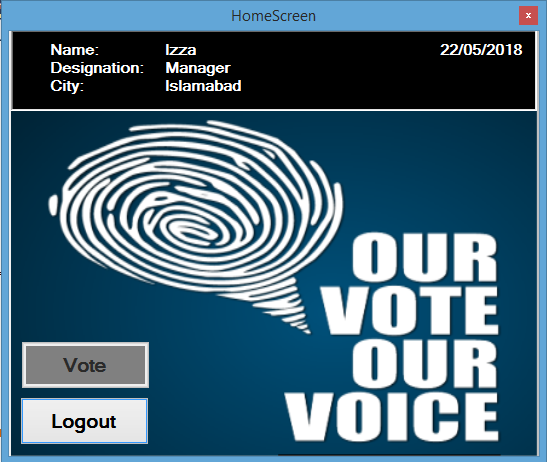 HomeScreen
x
Name: Izza 22/05/2018
Designation: Manager
City: Islamabad
OUR
VOTE
OUR
VOICE
Vote
Logout